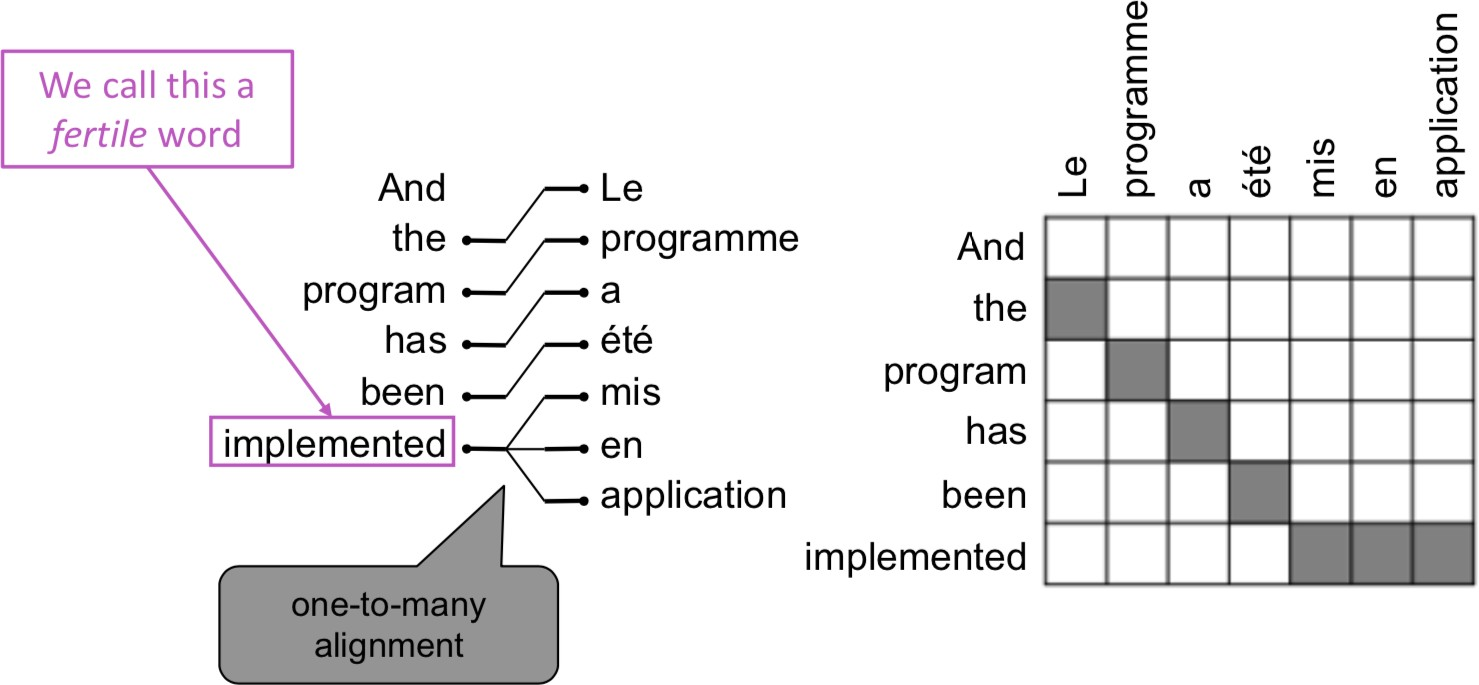 We call this a
fertile word
And
the
program
has
been
implemented
Le
programme
a
été
mis
en
application
one-to-many
alignment
Le
programme
a
été
mis
en
application
And
the
program
has
been
implemented